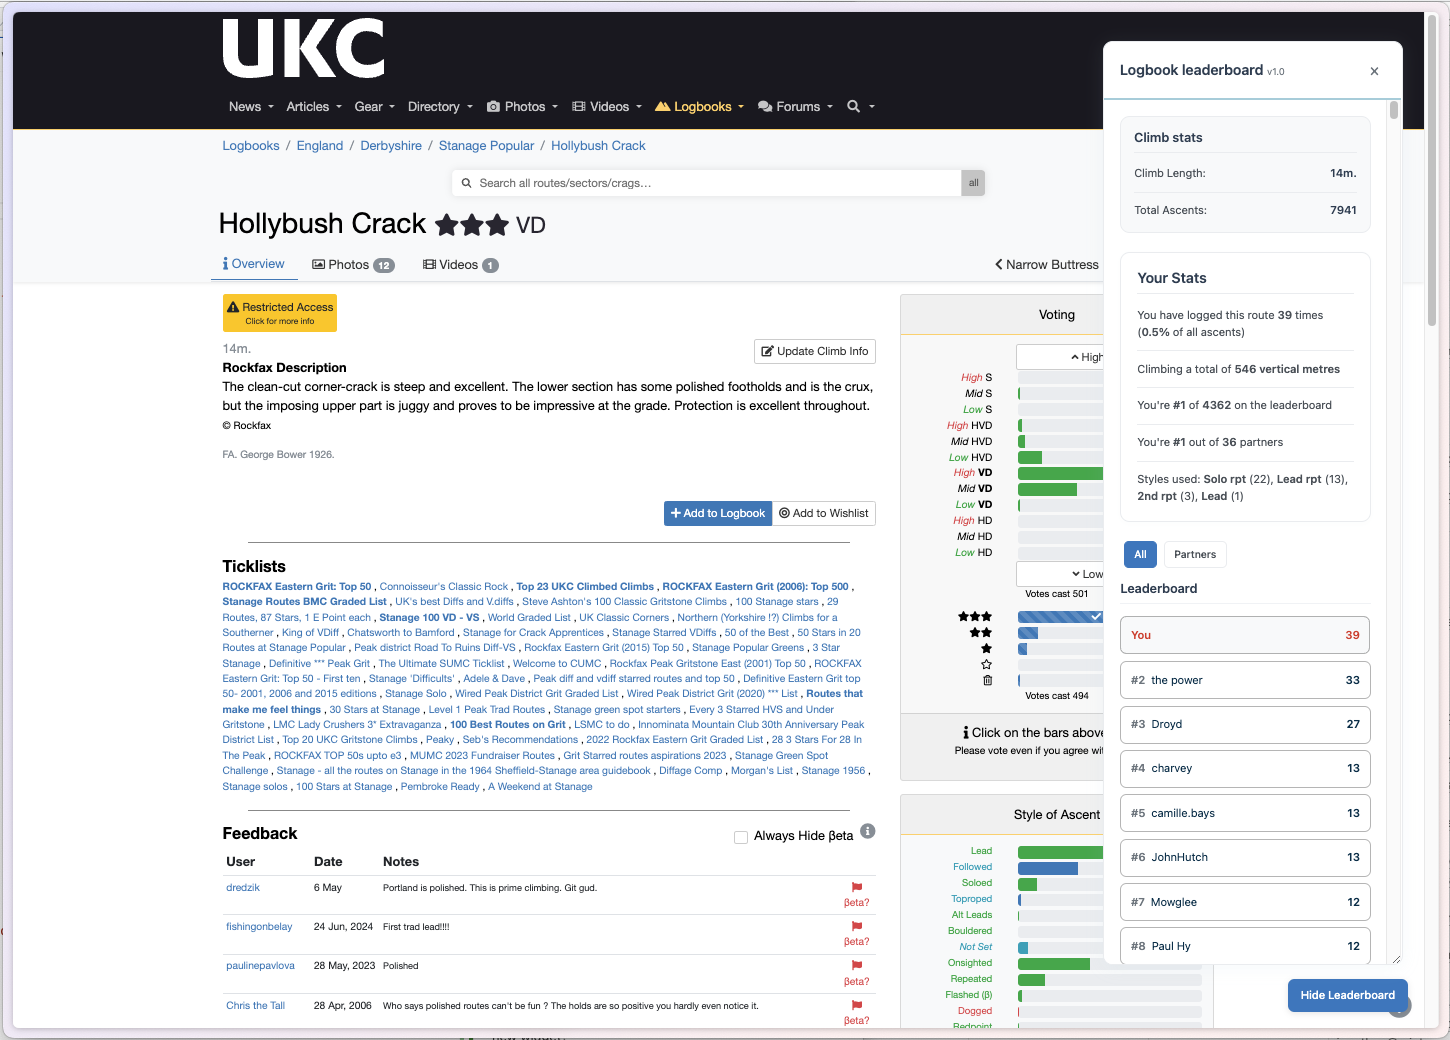 UKC
News Articles Gear Directory Photos Videos Logbooks Forums
Logbooks / England / Derbyshire / Stanage Popular / Hollybush Crack
Search all routes/sectors/crags... all
Hollybush Crack ★★★ VD
Overview Photos 12 Videos 1 Narrow Buttress
Restricted Access
Click for more info
14m.
Update Climb Info
Rockfax Description
The clean-cut corner-crack is steep and excellent. The lower section has some polished footholds and is the crux,
but the imposing upper part is juggy and proves to be impressive at the grade. Protection is excellent throughout.
© Rockfax
FA. George Bower 1926.
+ Add to Logbook Add to Wishlist
Ticklists
ROCKFAX Eastern Grit: Top 50 , Connoisseur's Classic Rock , Top 23 UKC Climbed Climbs , ROCKFAX Eastern Grit (2006): Top 500 ,
Stanage Routes BMC Graded List , UK's best Diffs and V.diffs , Steve Ashton's 100 Classic Gritstone Climbs , 100 Stanage stars , 29
Routes, 87 Stars, 1 E Point each , Stanage 100 VD - VS , World Graded List , UK Classic Corners , Northern (Yorkshire !?) Climbs for a
Southerner , King of VDiff , Chatsworth to Bamford , Stanage for Crack Apprentices , Stanage Starred VDiffs , 50 of the Best , 50 Stars in 20
Routes at Stanage Popular , Peak district Road To Ruins Diff-VS , Rockfax Eastern Grit (2015) Top 50 , Stanage Popular Greens , 3 Star
Stanage , Definitive *** Peak Grit , The Ultimate SUMC Ticklist , Welcome to CUMC , Rockfax Peak Gritstone East (2001) Top 50 , ROCKFAX
Eastern Grit: Top 50 - First ten , Stanage 'Difficults' , Adele & Dave , Peak diff and vdiff starred routes and top 50 , Definitive Eastern Grit top
50- 2001, 2006 and 2015 editions , Stanage Solo , Wired Peak District Grit Graded List , Wired Peak District Grit (2020) *** List , Routes that
make me feel things , 30 Stars at Stanage , Level 1 Peak Trad Routes , Stanage green spot starters , Every 3 Starred HVS and Under
Gritstone , LMC Lady Crushers 3* Extravaganza , 100 Best Routes on Grit , LSMC to do , Innominata Mountain Club 30th Anniversary Peak
District List , Top 20 UKC Gritstone Climbs , Peaky , Seb's Recommendations , 2022 Rockfax Eastern Grit Graded List , 28 3 Stars For 28 In
The Peak , ROCKFAX TOP 50s upto e3 , MUMC 2023 Fundraiser Routes , Grit Starred routes aspirations 2023 , Stanage Green Spot
Challenge , Stanage - all the routes on Stanage in the 1964 Sheffield-Stanage area guidebook , Diffage Comp , Morgan's List , Stanage 1956 ,
Stanage solos , 100 Stars at Stanage , Pembroke Ready , A Weekend at Stanage
Feedback
Always Hide βeta
User Date Notes
dredzik 6 May Portland is polished. This is prime climbing. Git gud.
βeta?
fishingonbelay 24 Jun, 2024 First trad lead!!!!
βeta?
paulinepavlova 28 May, 2023 Polished
βeta?
Chris the Tall 28 Apr, 2006 Who says polished routes can't be fun ? The holds are so positive you hardly even notice it.
βeta?
Voting
High
High S
Mid S
Low S
High HVD
Mid HVD
Low HVD
High VD
Mid VD
Low VD
High HD
Mid HD
Low HD
Low
Votes cast 501
Votes cast 494
Click on the bars above
Please vote even if you agree wit
Style of Ascent
Lead
Followed
Soloed
Toproped
Alt Leads
Bouldered
Not Set
Onsighted
Repeated
Flashed (β)
Dogged
Redpoint
Logbook leaderboard v1.0
Climb stats
Climb Length: 14m.
Total Ascents: 7941
Your Stats
You have logged this route 39 times
(0.5% of all ascents)
Climbing a total of 546 vertical metres
You're #1 of 4362 on the leaderboard
You're #1 out of 36 partners
Styles used: Solo rpt (22), Lead rpt (13),
2nd rpt (3), Lead (1)
All Partners
Leaderboard
You 39
#2 the power 33
#3 Droyd 27
#4 charvey 13
#5 camille.bays 13
#6 JohnHutch 13
#7 Mowglee 12
#8 Paul Hy 12
Hide Leaderboard